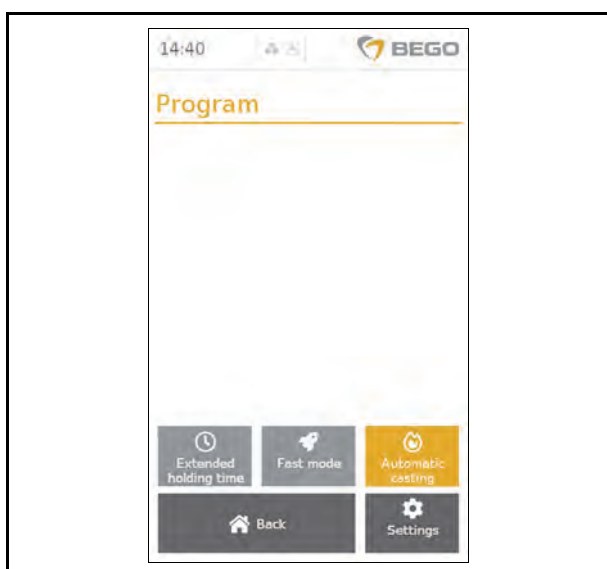 14:40
BEGO
Program
Extended
holding time
Fast mode
Automatic
casting
Back
Settings